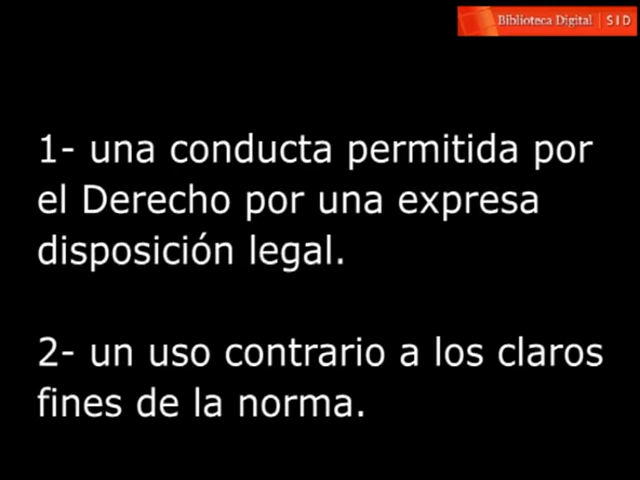 Biblioteca Digital | SID
1- una conducta permitida por
el Derecho por una expresa
disposición legal.
2- un uso contrario a los claros
fines de la norma.